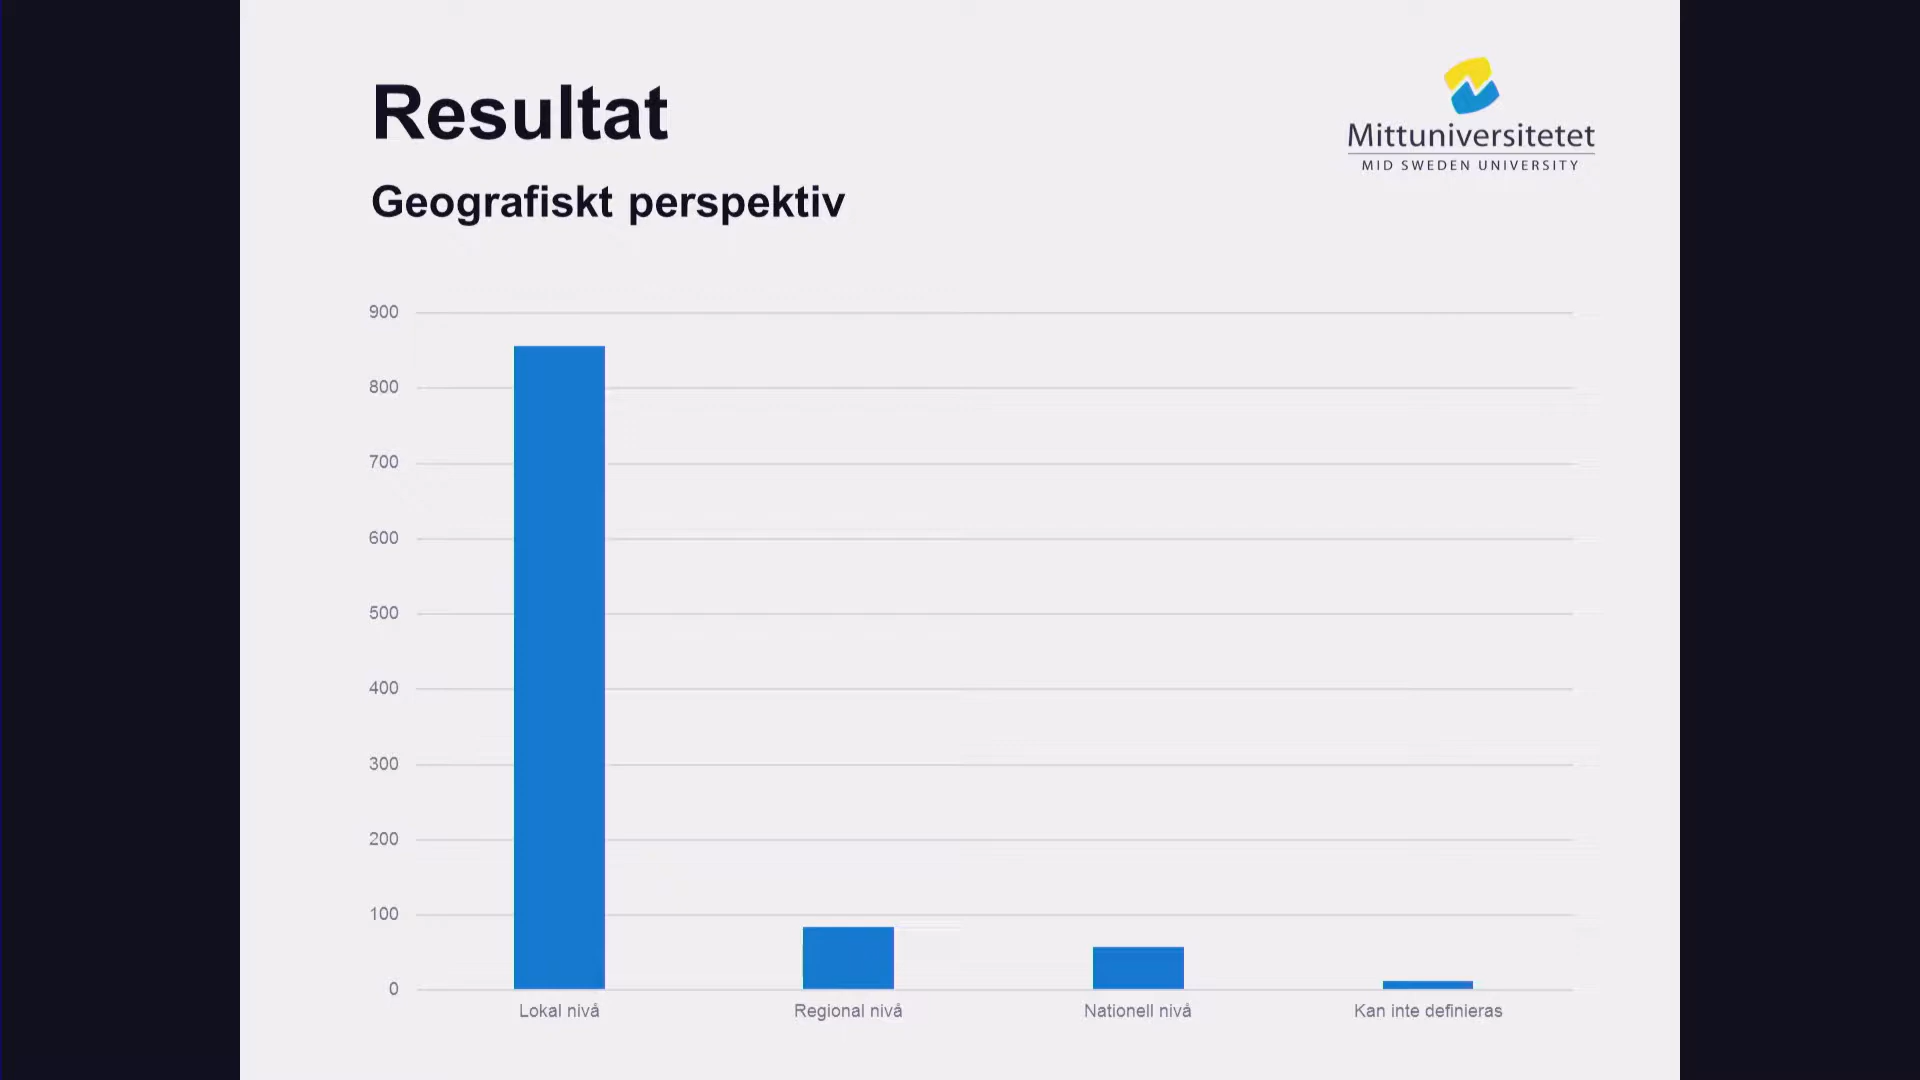 Resultat
Mittuniversitetet
MID SWEDEN UNIVERSITY
Geografiskt perspektiv
900
800
700
600
500
400
300
200
100
0
Lokal nivå
Regional nivå
Nationell nivå
Kan inte definieras